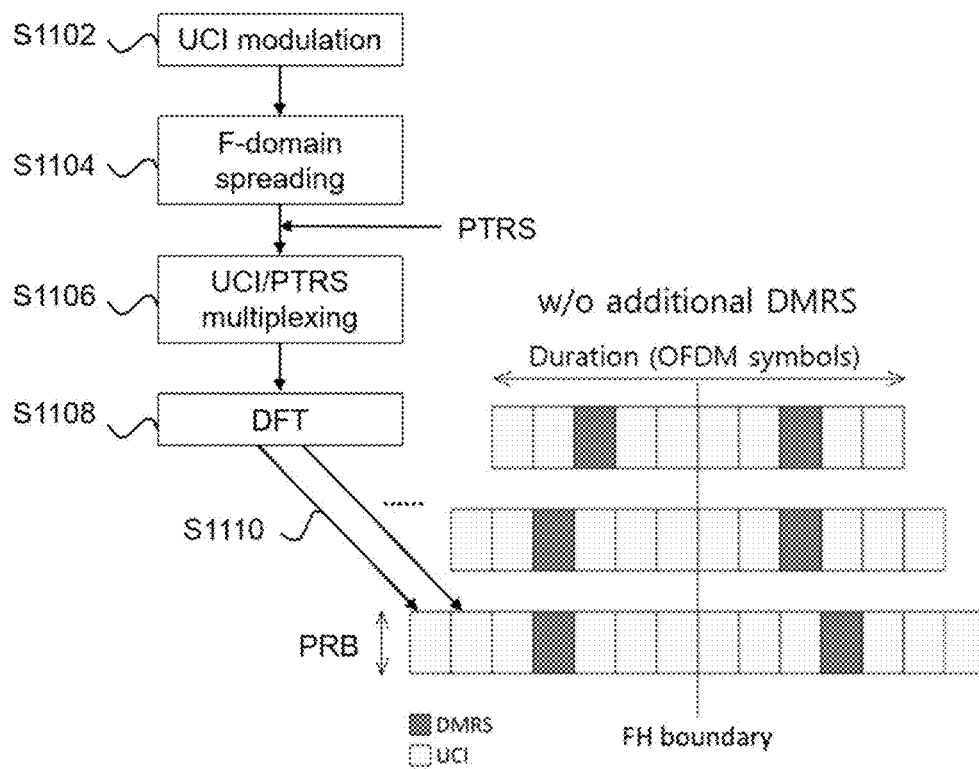 S1102
UCI modulation
S1104
F-domain
spreading
PTRS
S1106
UCI/PTRS
multiplexing
w/o additional DMRS
Duration (OFDM symbols)
S1108
DFT
S1110
......
PRB
DMRS
UCI
FH boundary